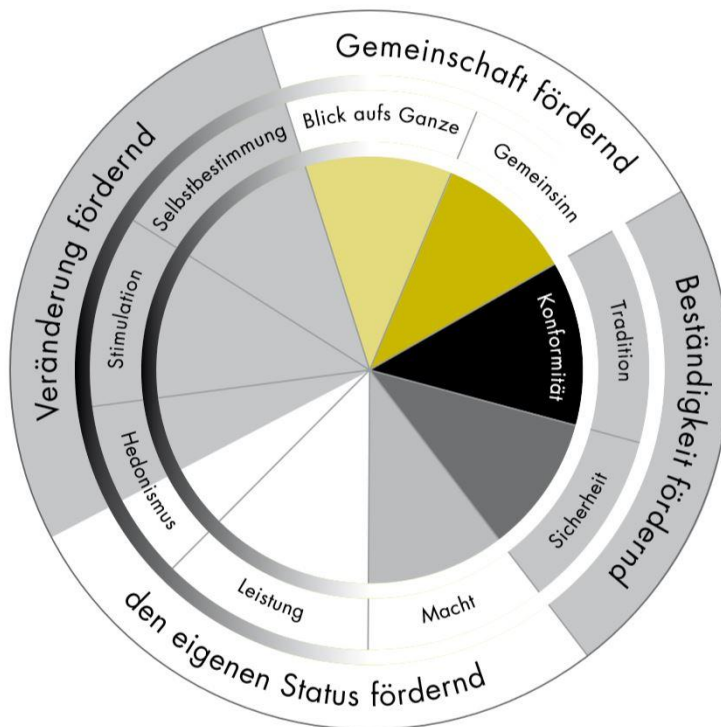 Gemeinschaft fördernd
Beständigkeit fördernd
den eigenen Status fördernd
Veränderung fördernd
Blick aufs Ganze
Gemeinsinn
Tradition
Konformität
Sicherheit
Macht
Leistung
Hedonismus
Stimulation
Selbstbestimmung